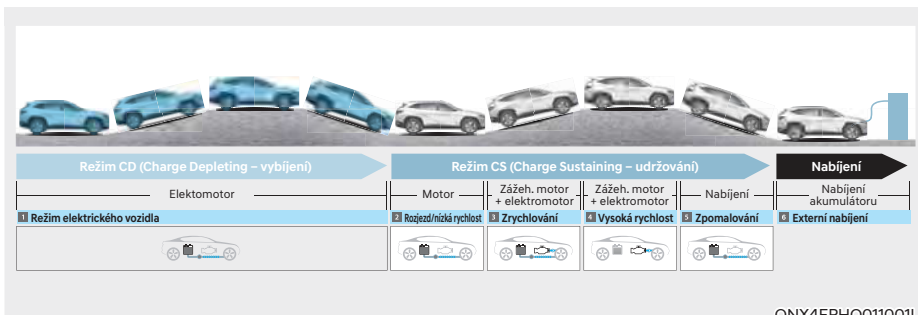 Režim CD (Charge Depleting – vybíjení)
Režim CS (Charge Sustaining – udržování)
Nabíjení
Elektomotor
Motor
Zážeh. motor
+ elektromotor
Zážeh. motor
+ elektromotor
Nabíjení
Nabíjení
akumulátoru
1 Režim elektrického vozidla
2 Rozjezd/nízká rychlost
3 Zrychlování
4 Vysoká rychlost
5 Zpomalování
6 Externí nabíjení